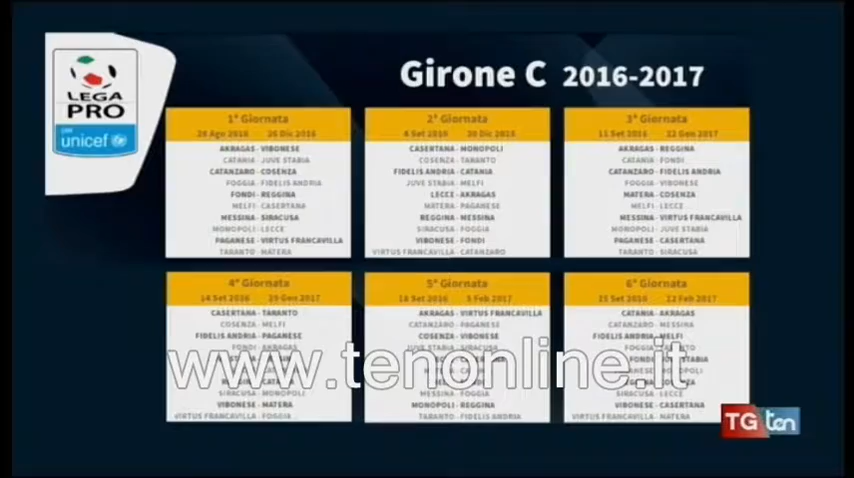 LEGA
PRO
unicef
Girone C 2016-2017
1ª Giornata
28 Ago 2016 26 Dic 2016
AKRAGAS - VIBONESE
CATANIA - JUVE STABIA
CATANZARO - COSENZA
FOGGIA - FIDELIS ANDRIA
FONDI - REGGINA
MELFI - CASERTANA
MESSINA - SIRACUSA
MONOPOLI - LECCE
PAGANESE - VIRTUS FRANCAVILLA
TARANTO - MATERA
2ª Giornata
4 Set 2016 30 Dic 2016
CASERTANA - MONOPOLI
COSENZA - TARANTO
FIDELIS ANDRIA - CATANIA
JUVE STABIA - MELFI
LECCE - AKRAGAS
MATERA - PAGANESE
REGGINA - MESSINA
SIRACUSA - FOGGIA
VIBONESE - FONDI
VIRTUS FRANCAVILLA - CATANZARO
3ª Giornata
11 Set 2016 22 Gen 2017
AKRAGAS - REGGINA
CATANIA - FONDI
CATANZARO - FIDELIS ANDRIA
FOGGIA - VIBONESE
MATERA - COSENZA
MELFI - LECCE
MESSINA - VIRTUS FRANCAVILLA
MONOPOLI - JUVE STABIA
PAGANESE - CASERTANA
TARANTO - SIRACUSA
4ª Giornata
14 Set 2016 29 Gen 2017
CASERTANA - TARANTO
COSENZA - MELFI
FIDELIS ANDRIA - PAGANESE
FONDI - AKRAGAS
SIRACUSA - MONOPOLI
VIBONESE - MATERA
VIRTUS FRANCAVILLA - FOGGIA
5ª Giornata
18 Set 2016 5 Feb 2017
AKRAGAS - VIRTUS FRANCAVILLA
CATANZARO - PAGANESE
COSENZA - VIBONESE
JUVE STABIA - SIRACUSA
MESSINA - FONDI
MONOPOLI - REGGINA
TARANTO - FIDELIS ANDRIA
6ª Giornata
25 Set 2016 12 Feb 2017
CATANIA - AKRAGAS
CATANZARO - MESSINA
FIDELIS ANDRIA - MELFI
SIRACUSA - LECCE
VIBONESE - CASERTANA
VIRTUS FRANCAVILLA - MATERA
www.tenonline.it
TG ten